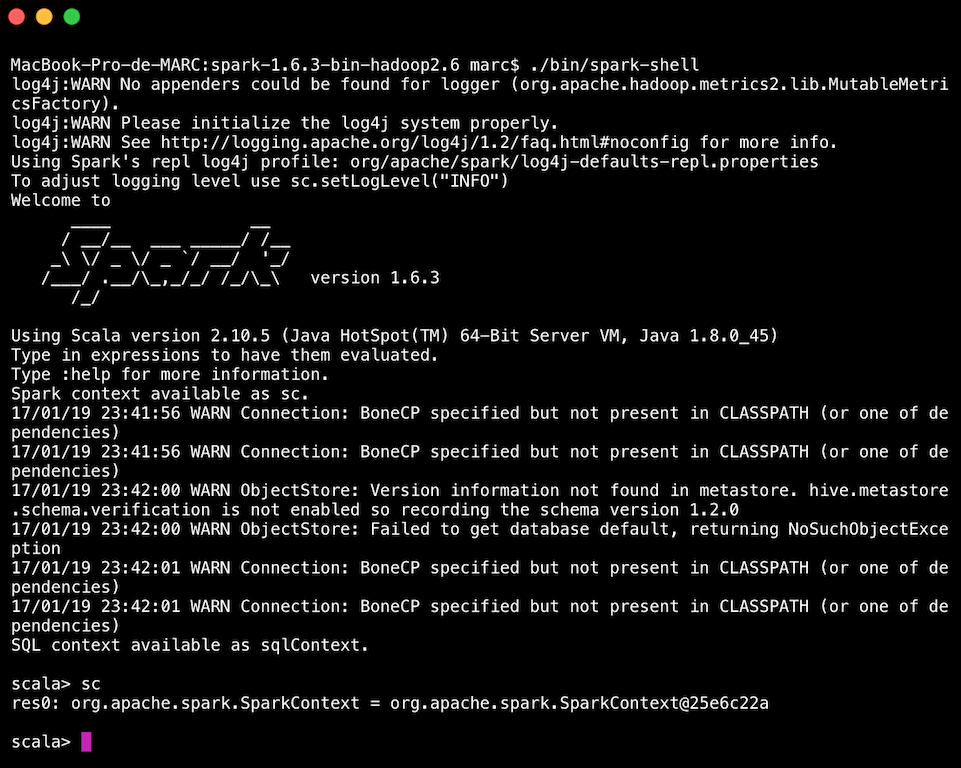 MacBook-Pro-de-MARC:spark-1.6.3-bin-hadoop2.6 marc$ ./bin/spark-shell
log4j:WARN No appenders could be found for logger (org.apache.hadoop.metrics2.lib.MutableMetri
csFactory).
log4j:WARN Please initialize the log4j system properly.
log4j:WARN See http://logging.apache.org/log4j/1.2/faq.html#noconfig for more info.
Using Spark's repl log4j profile: org/apache/spark/log4j-defaults-repl.properties
To adjust logging level use sc.setLogLevel("INFO")
Welcome to
      ____              __
     / __/__  ___ _____/ /__
    _\ \/ _ \/ _ `/ __/  '_/
   /___/ .__/\_,_/_/ /_/\_\   version 1.6.3
      /_/
Using Scala version 2.10.5 (Java HotSpot(TM) 64-Bit Server VM, Java 1.8.0_45)
Type in expressions to have them evaluated.
Type :help for more information.
Spark context available as sc.
17/01/19 23:41:56 WARN Connection: BoneCP specified but not present in CLASSPATH (or one of de
pendencies)
17/01/19 23:41:56 WARN Connection: BoneCP specified but not present in CLASSPATH (or one of de
pendencies)
17/01/19 23:42:00 WARN ObjectStore: Version information not found in metastore. hive.metastore
.schema.verification is not enabled so recording the schema version 1.2.0
17/01/19 23:42:00 WARN ObjectStore: Failed to get database default, returning NoSuchObjectExce
ption
17/01/19 23:42:01 WARN Connection: BoneCP specified but not present in CLASSPATH (or one of de
pendencies)
17/01/19 23:42:01 WARN Connection: BoneCP specified but not present in CLASSPATH (or one of de
pendencies)
SQL context available as sqlContext.
scala> sc
res0: org.apache.spark.SparkContext = org.apache.spark.SparkContext@25e6c22a
scala>